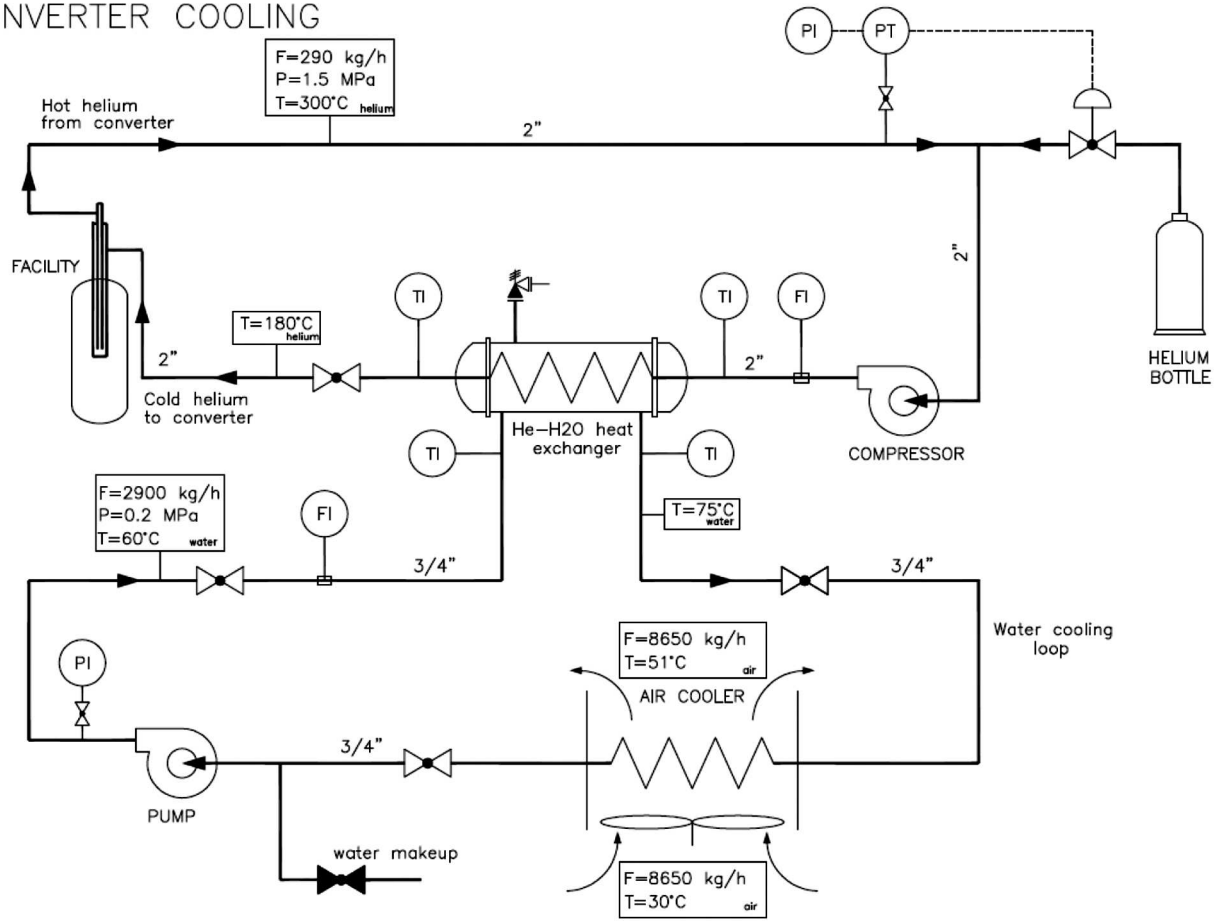 NVERTER COOLING
F=290 kg/h
P=1.5 MPa
T=300°C helium
PI
PT
Hot helium
from converter
2"
2"
FACILITY
TI
TI
FI
T=180°C
helium
2"
2"
HELIUM
BOTTLE
Cold helium
to converter
He-H2O heat
exchanger
COMPRESSOR
TI
TI
F=2900 kg/h
P=0.2 MPa
T=60°C water
FI
T=75°C
water
3/4"
3/4"
Water cooling
loop
F=8650 kg/h
T=51°C air
PI
AIR COOLER
3/4"
PUMP
water makeup
F=8650 kg/h
T=30°C air